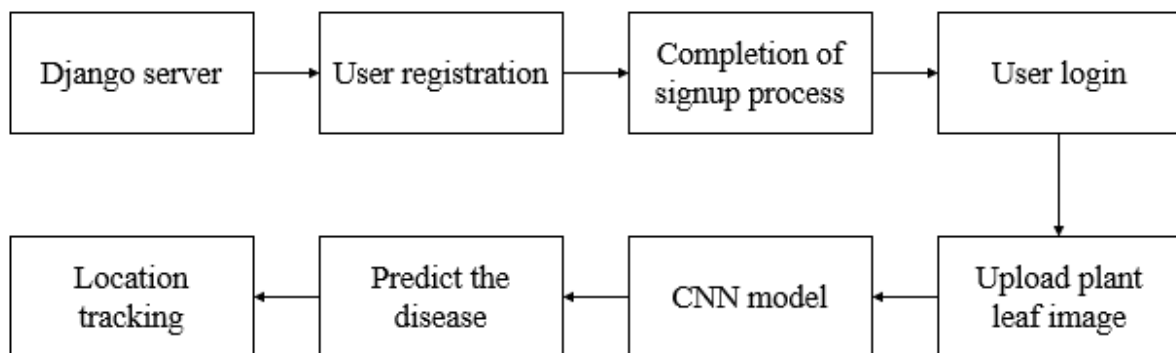 Django server
User registration
Completion of
signup process
User login
Upload plant
leaf image
CNN model
Predict the
disease
Location
tracking